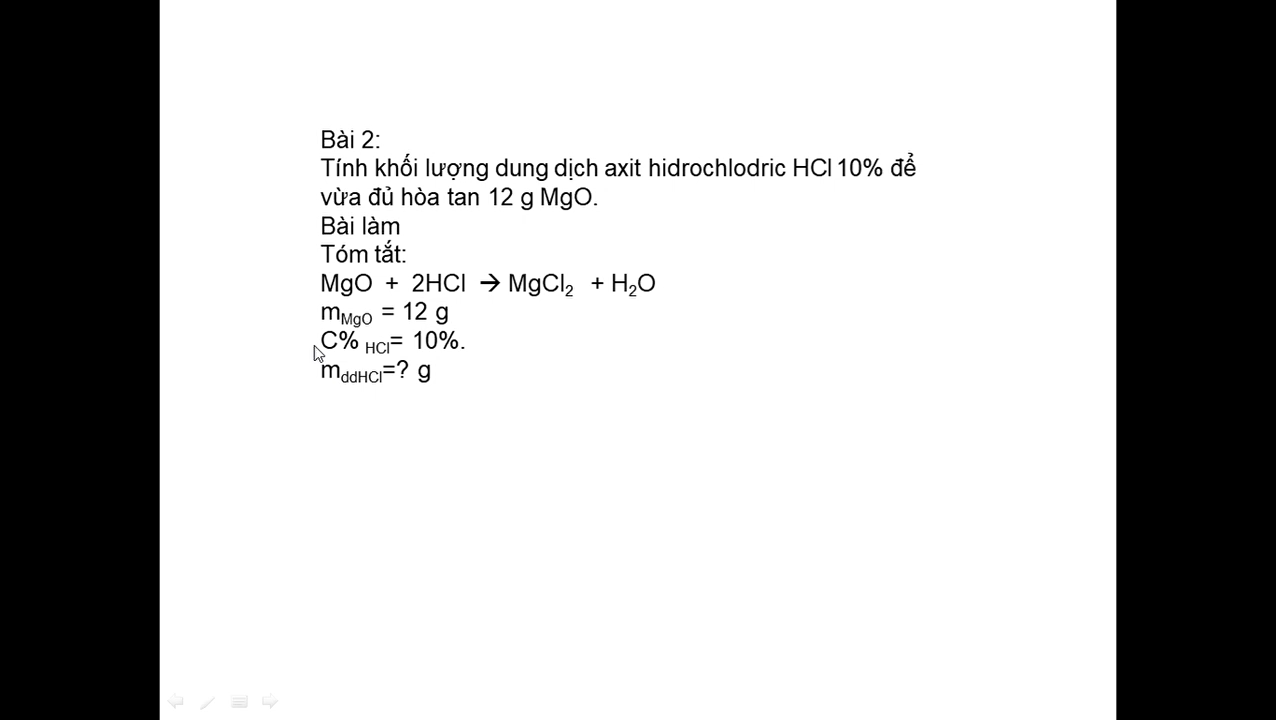 Bài 2:
Tính khối lượng dung dịch axit hidrochlodric HCl 10% để
vừa đủ hòa tan 12 g MgO.
Bài làm
Tóm tắt:
MgO + 2HCl → MgCl₂ + H₂O
mMgO = 12 g
C% HCl= 10%.
mddHCl=? g